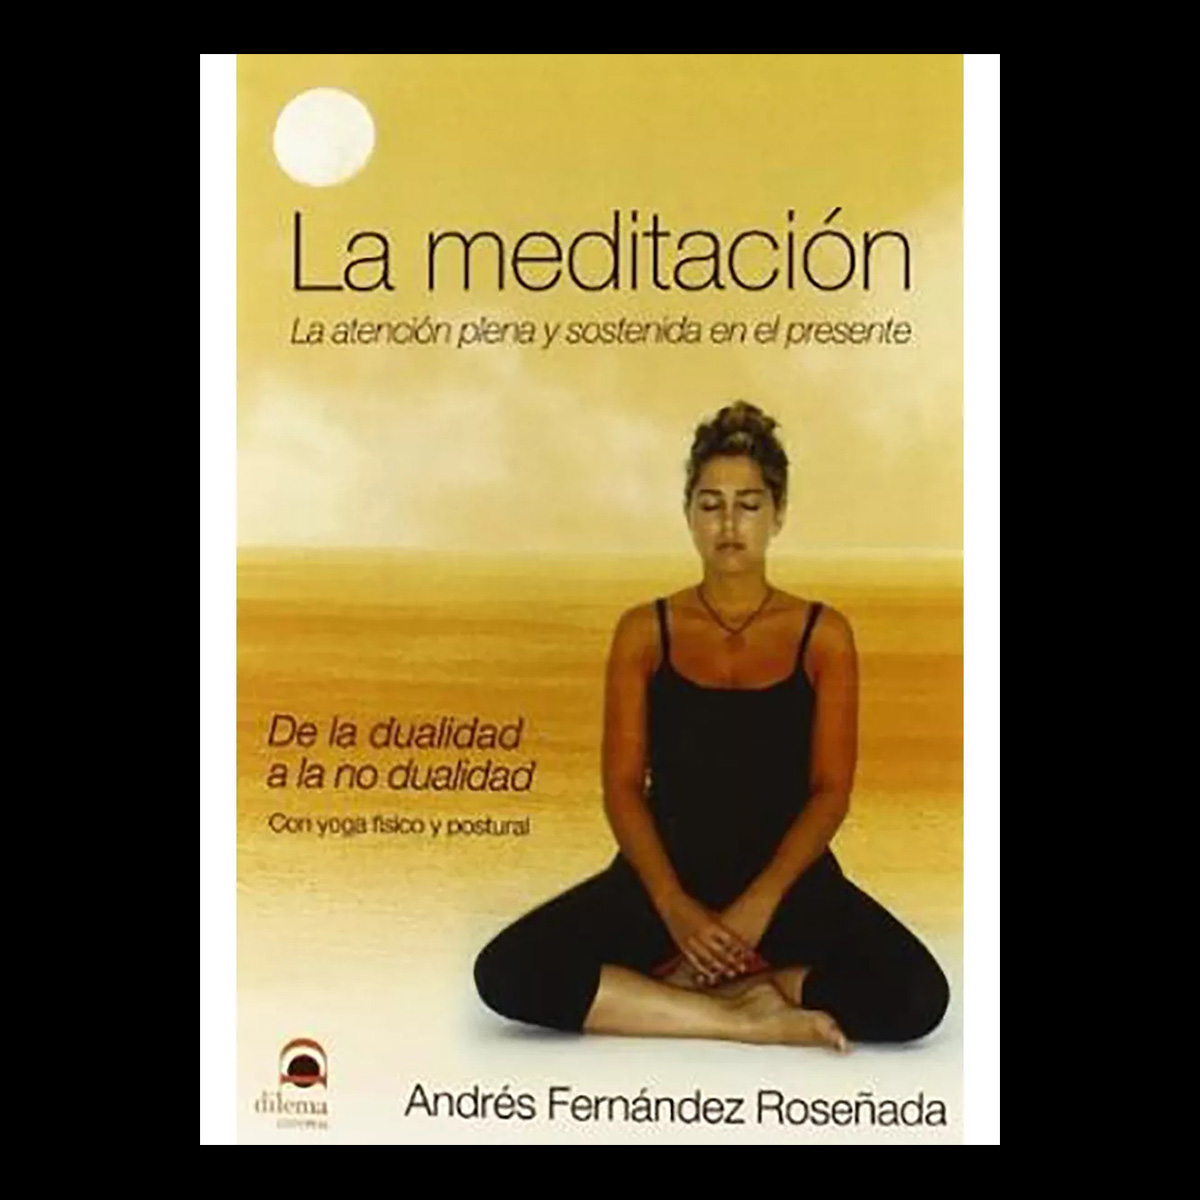 La meditación
La atención plena y sostenida en el presente
De la dualidad
a la no dualidad
Con yoga físico y postural
dilema
Andrés Fernández Roseñada